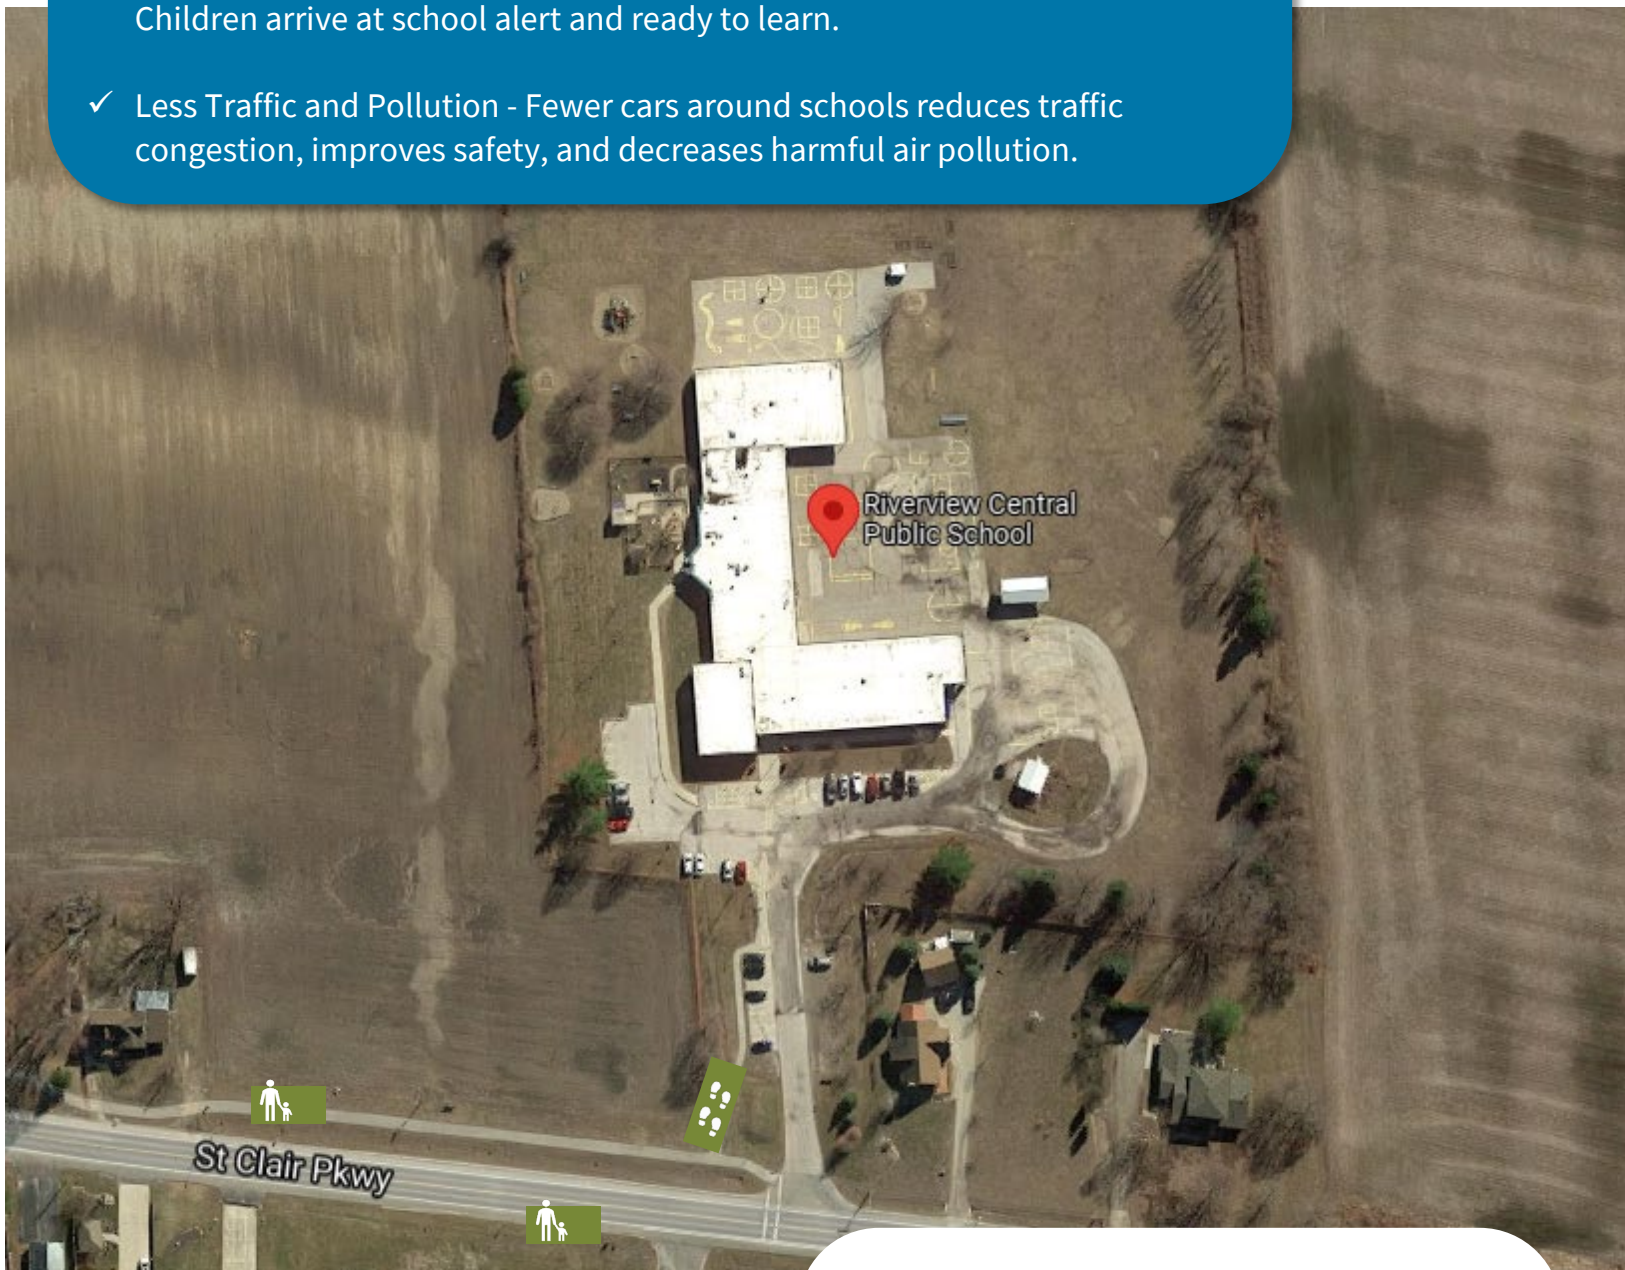 Children arrive at school alert and ready to learn.
✓ Less Traffic and Pollution - Fewer cars around schools reduces traffic
congestion, improves safety, and decreases harmful air pollution.
Riverview Central
Public School
St Clair Pkwy